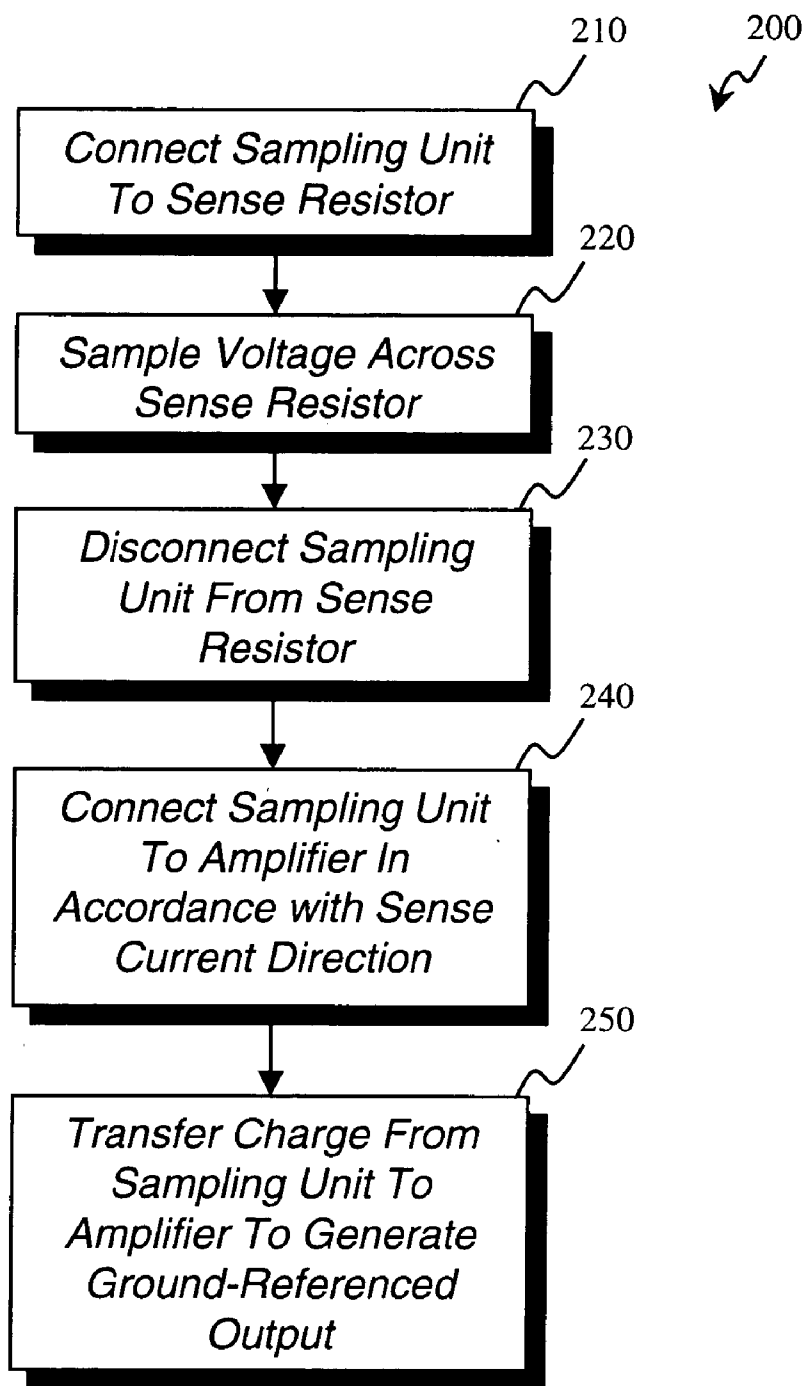 210
200
Connect Sampling Unit
To Sense Resistor
220
Sample Voltage Across
Sense Resistor
230
Disconnect Sampling
Unit From Sense
Resistor
240
Connect Sampling Unit
To Amplifier In
Accordance with Sense
Current Direction
250
Transfer Charge From
Sampling Unit To
Amplifier To Generate
Ground-Referenced
Output